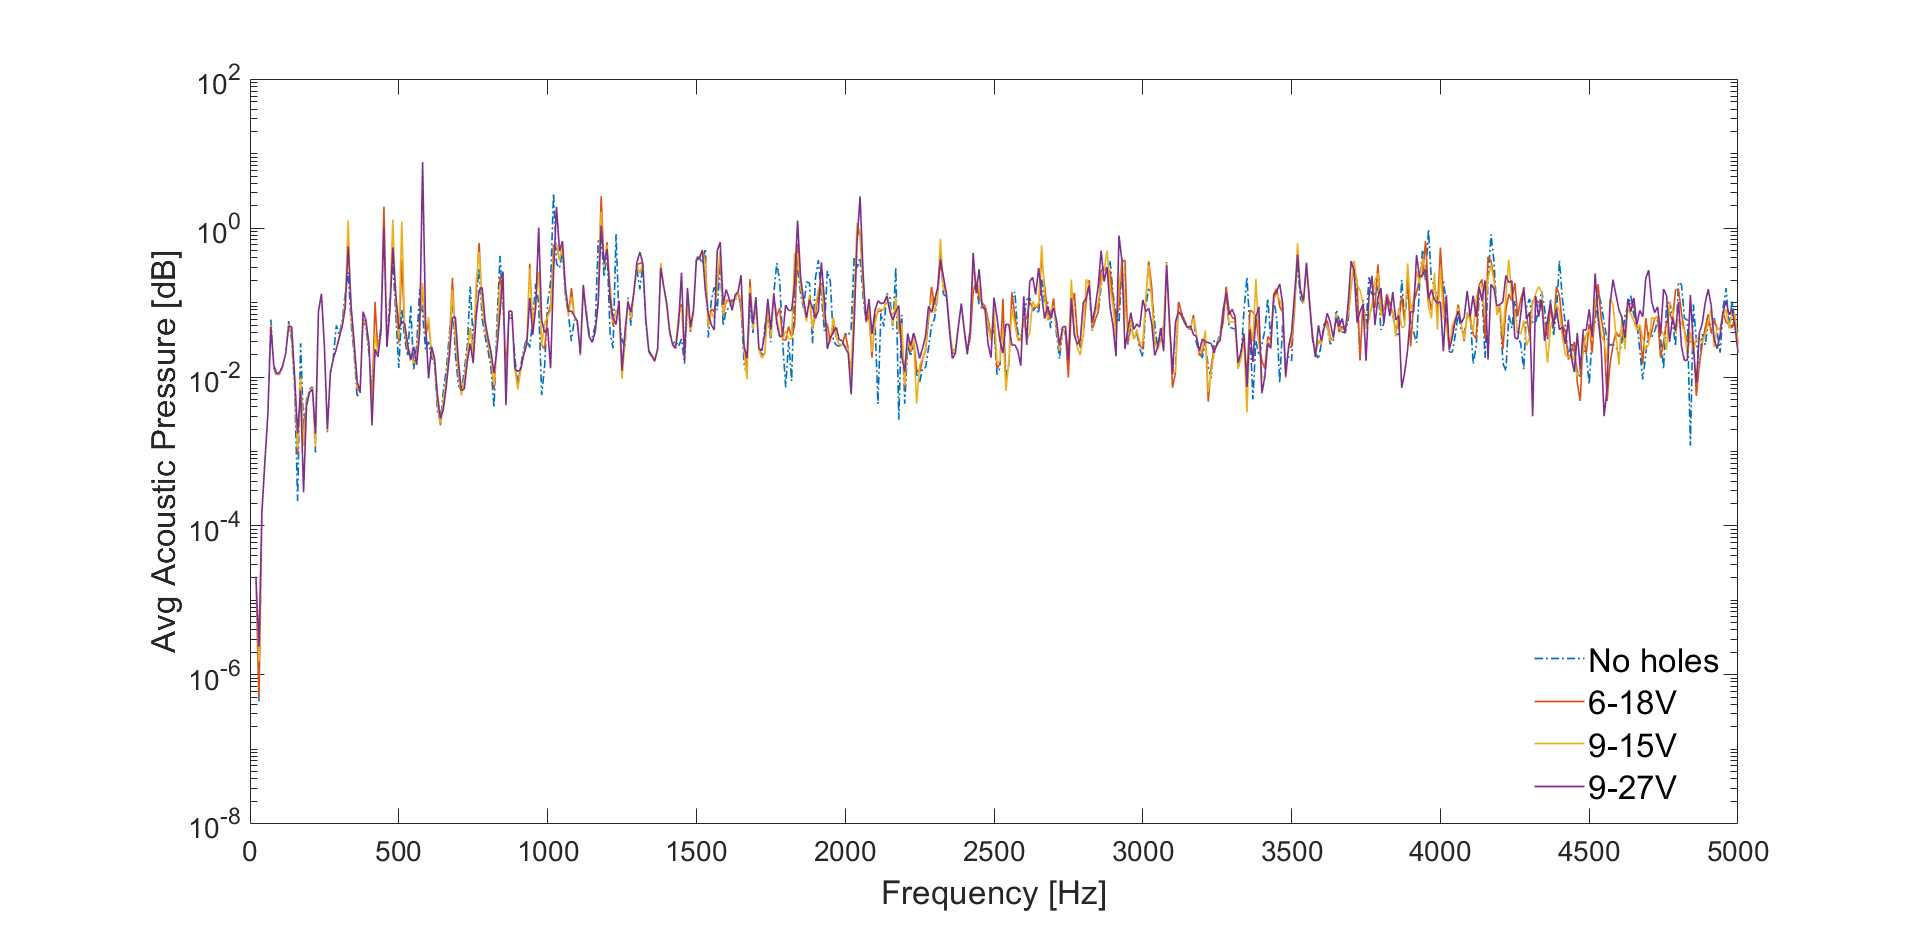 10^2
10^0
10^-2
10^-4
10^-6
10^-8
Avg Acoustic Pressure [dB]
No holes
6-18V
9-15V
9-27V
0 500 1000 1500 2000 2500 3000 3500 4000 4500 5000
Frequency [Hz]